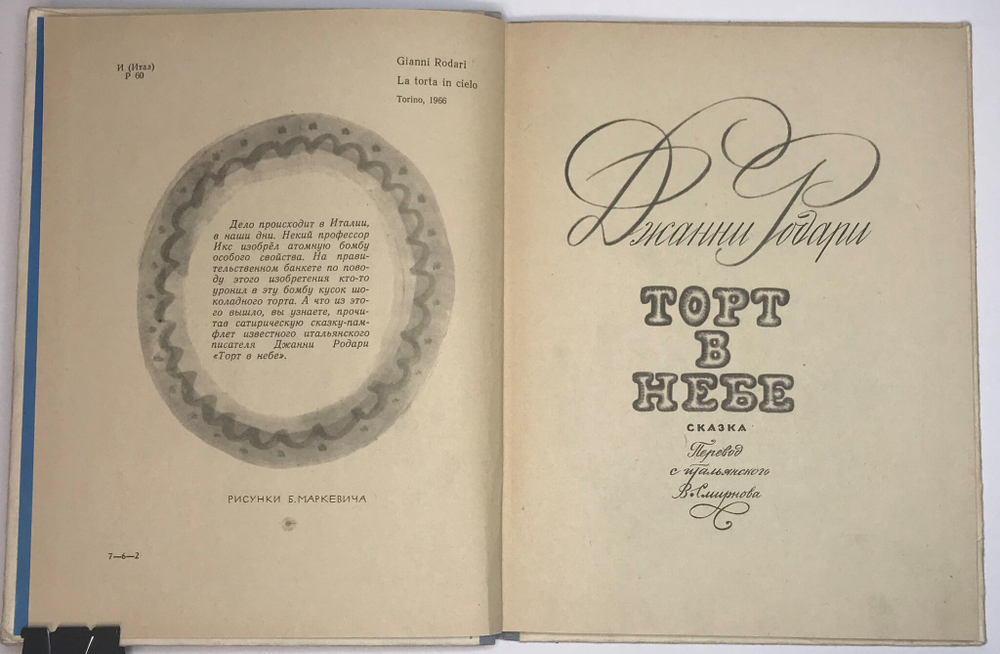 И (Итал)
Р 60
Gianni Rodari
La torta in cielo
Torino, 1966
Дело происходит в Италии,
в наши дни. Некий профессор
Икс изобрёл атомную бомбу
особого свойства. На прави-
тельственном банкете по пово-
ду этого изобретения кто-то
уронил в эту бомбу кусок шо-
коладного торта. А что из это-
го вышло, вы узнаете, прочи-
тав сатирическую сказку-пам-
флет известного итальянского
писателя Джанни Родари
«Торт в небе».
РИСУНКИ Б. МАРКЕВИЧА
7—6—2
Джанни Родари
ТОРТ
В
НЕБЕ
СКАЗКА
Перевод
с итальянского
В. Смирнова